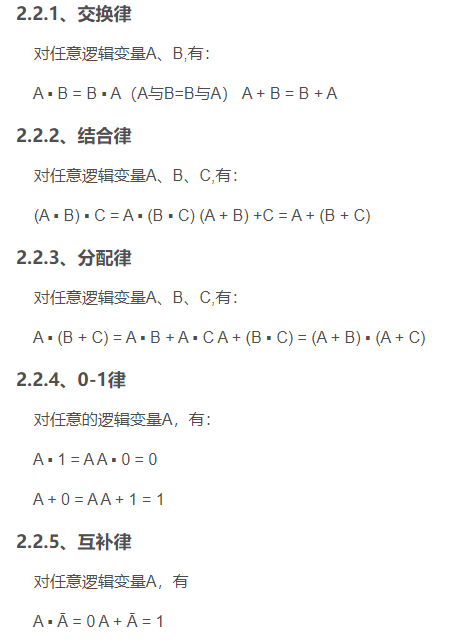 2.2.1、交换律
对任意逻辑变量A、B,有：
A ▪ B = B ▪ A（A与B=B与A） A + B = B + A
2.2.2、结合律
对任意逻辑变量A、B、C,有：
(A ▪ B) ▪ C = A ▪ (B ▪ C) (A + B) +C = A + (B + C)
2.2.3、分配律
对任意逻辑变量A、B、C,有：
A ▪ (B + C) = A ▪ B + A ▪ C A + (B ▪ C) = (A + B) ▪ (A + C)
2.2.4、0-1律
对任意的逻辑变量A，有：
A ▪ 1 = A A ▪ 0 = 0
A + 0 = A A + 1 = 1
2.2.5、互补律
对任意逻辑变量A，有
A ▪ Ā = 0 A + Ā = 1